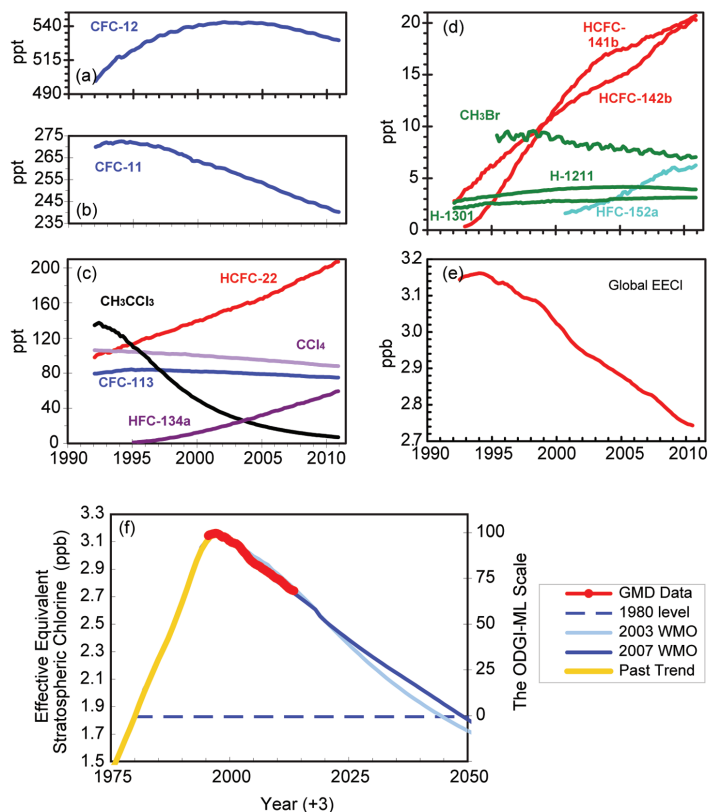 540
515
490
ppt
CFC-12
(a)
275
265
255
245
235
ppt
CFC-11
(b)
200
160
120
80
40
0
ppt
(c)
HCFC-22
CH₃CCl₃
CCl₄
CFC-113
HFC-134a
1990 1995 2000 2005 2010
20
15
10
5
0
ppt
(d)
HCFC-
141b
HCFC-142b
CH₃Br
H-1211
H-1301
HFC-152a
3.2
3.1
3.0
2.9
2.8
2.7
ppb
(e)
Global EECl
1990 1995 2000 2005 2010
(f)
3.3
3.1
2.9
2.7
2.5
2.3
2.1
1.9
1.7
1.5
Effective Equivalent
Stratospheric Chlorine (ppb)
100
75
50
25
0
The ODGI-ML Scale
1975 2000 2025 2050
Year (+3)
GMD Data
1980 level
2003 WMO
2007 WMO
Past Trend